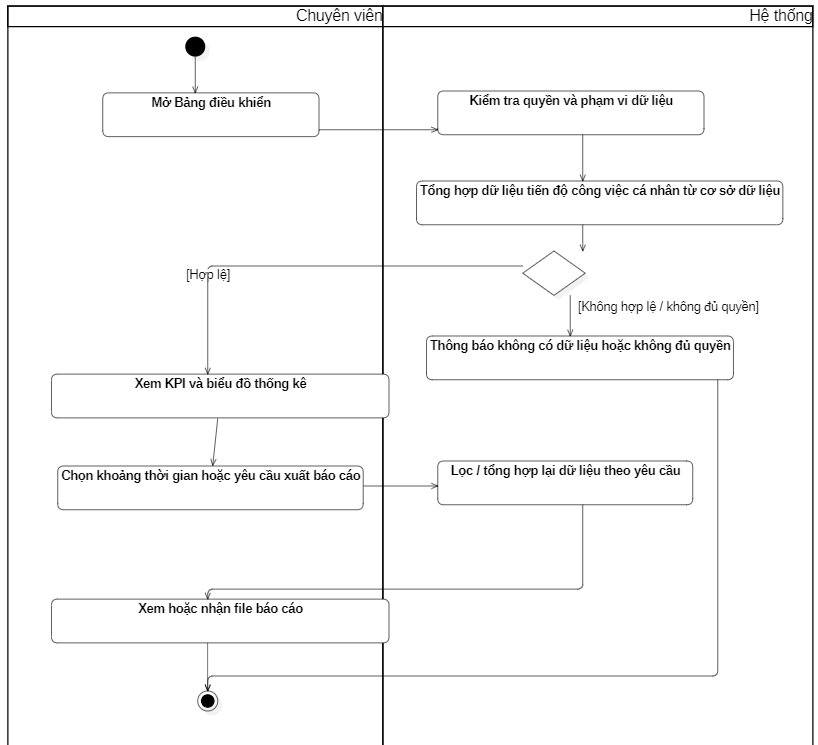 Chuyên viên
Hệ thống
Mở Bảng điều khiển
Kiểm tra quyền và phạm vi dữ liệu
Tổng hợp dữ liệu tiến độ công việc cá nhân từ cơ sở dữ liệu
[Hợp lệ]
[Không hợp lệ / không đủ quyền]
Thông báo không có dữ liệu hoặc không đủ quyền
Xem KPI và biểu đồ thống kê
Chọn khoảng thời gian hoặc yêu cầu xuất báo cáo
Lọc / tổng hợp lại dữ liệu theo yêu cầu
Xem hoặc nhận file báo cáo